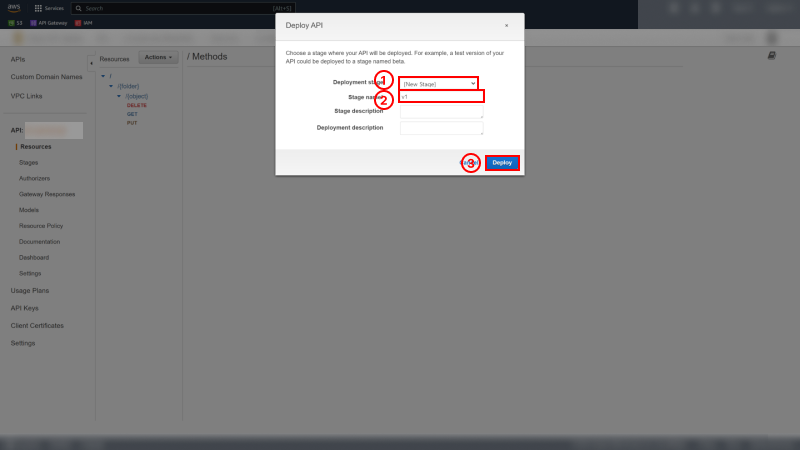 aws
Services
Search
[Alt+S]
S3
API Gateway
IAM
Deploy API
×
Choose a stage where your API will be deployed. For example, a test version of your
API could be deployed to a stage named beta.
Deployment stage
1
[New Stage]
Stage name
2
v1
Stage description
Deployment description
3
Deploy
APIs
Custom Domain Names
VPC Links
API:
Resources
Stages
Authorizers
Gateway Responses
Models
Resource Policy
Documentation
Dashboard
Settings
Usage Plans
API Keys
Client Certificates
Settings
Resources
Actions
/
/{folder}
/{object}
DELETE
GET
PUT
/ Methods